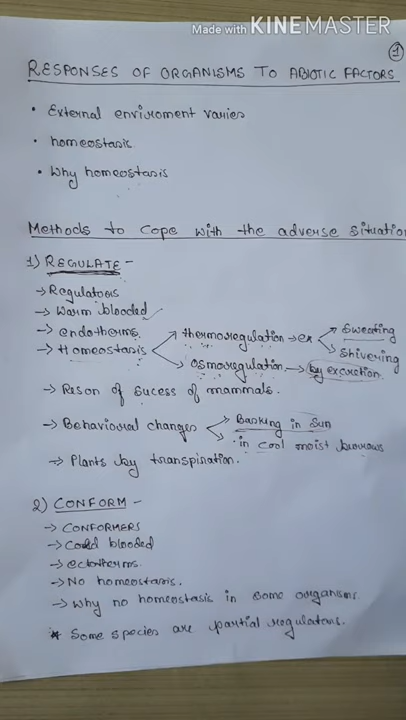 Made with KINEMASTER
1
RESPONSES OF ORGANISMS TO ABIOTIC FACTORS
• External enviroment varies
• homeostasis
• Why homeostasis
Methods to cope with the adverse situation
1) REGULATE -
→ Regulators
→ Warm blooded
→ endotherms
→ Homeostasis → thermoregulation → ex → Sweating
→ Shivering
→ osmoregulation → by excretion
→ Reson of sucess of mammals.
→ Behavioural changes → Basking in Sun
→ in cool moist burrows
→ Plants by transpiration.
2) CONFORM -
→ CONFORMERS
→ Cold blooded
→ ectotherms.
→ No homeostasis.
→ Why no homeostasis in some organisms
* Some species are partial regulators.